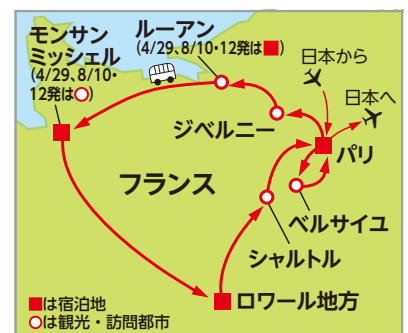 モンサン
ミッシェル
(4/29、8/10・
12発は○)
ルーアン
(4/29、8/10・12発は■)
日本から
日本へ
ジベルニー
パリ
フランス
ベルサイユ
シャルトル
ロワール地方
■は宿泊地
○は観光・訪問都市